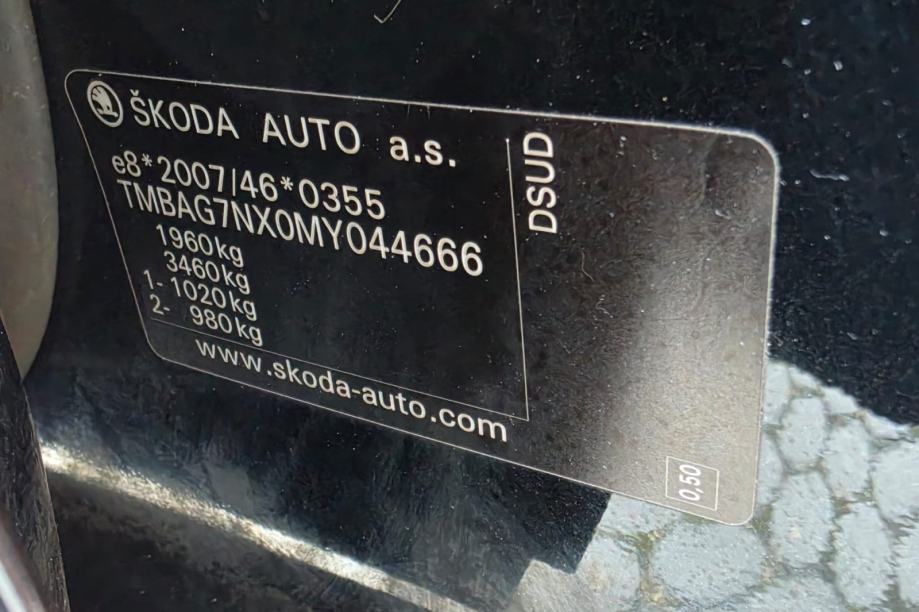 ŠKODA AUTO a.s.
e8*2007/46*0355
TMBAG7NX0MY044666
1960kg
3460kg
1- 1020kg
2- 980kg
www.skoda-auto.com
DSUD
0,50